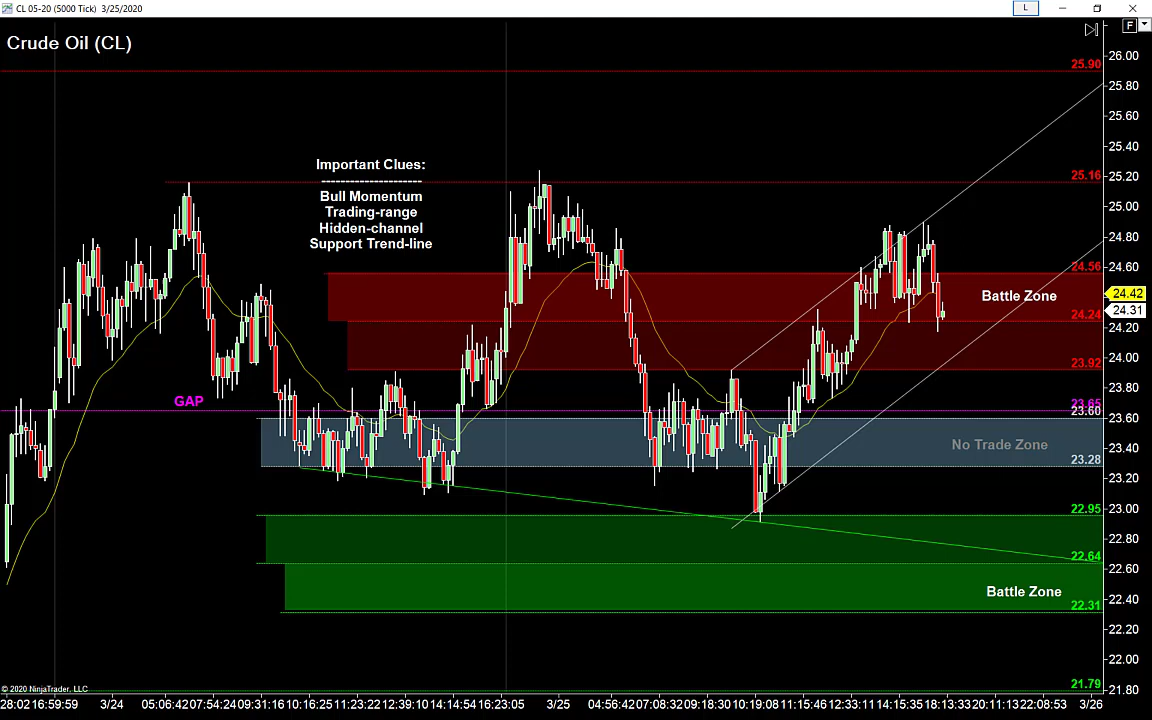 CL 05-20 (5000 Tick) 3/25/2020
L
F
Crude Oil (CL)
26.00
25.90
25.80
25.60
25.40
Important Clues:
--------------------
Bull Momentum
Trading-range
Hidden-channel
Support Trend-line
25.20
25.16
25.00
24.80
24.60
24.56
Battle Zone
24.42
24.31
24.24
24.20
24.00
23.92
23.80
GAP
23.65
23.60
23.60
No Trade Zone
23.40
23.28
23.20
23.00
22.95
22.80
22.64
22.60
Battle Zone
22.40
22.31
22.20
22.00
© 2020 NinjaTrader, LLC
21.79
21.80
28:02 16:59:59 3/24 05:06:42 07:54:24 09:31:16 10:16:25 11:23:22 12:39:10 14:14:54 16:23:05 3/25 04:56:42 07:08:32 09:18:30 10:19:08 11:15:46 12:33:11 14:15:35 18:13:33 20:11:13 22:08:53 3/26